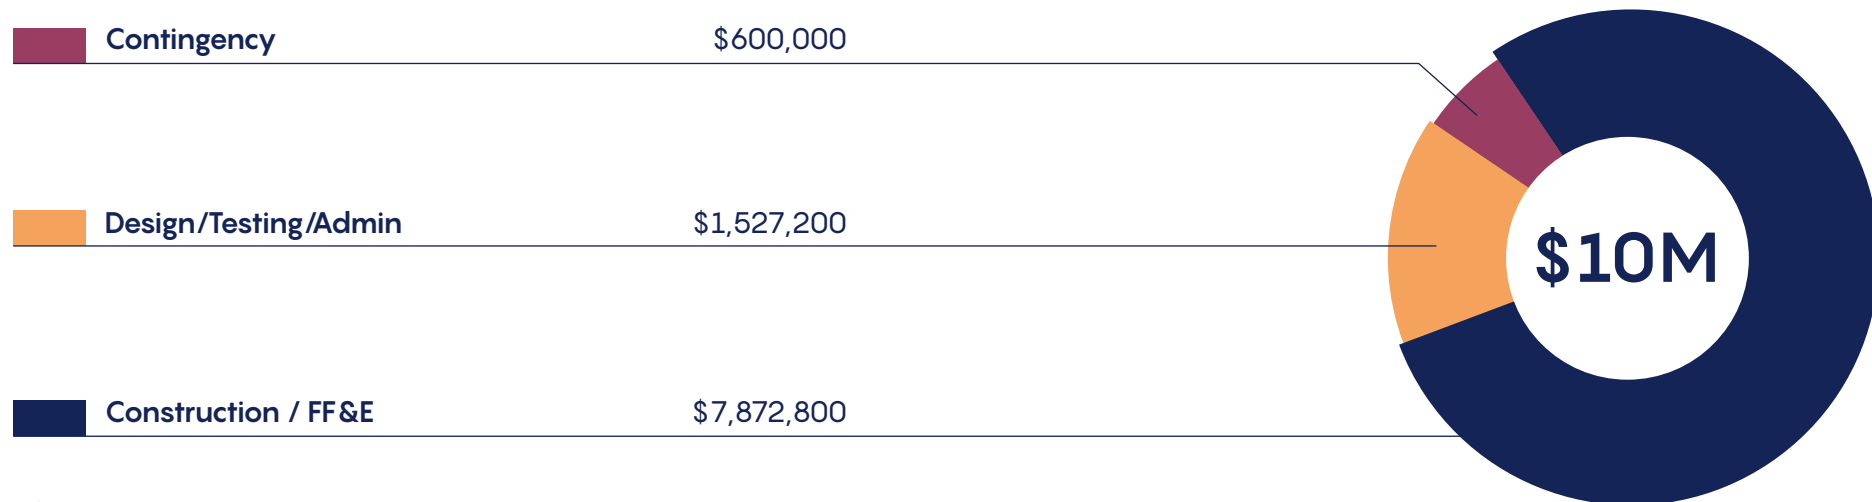 Contingency $600,000
Design/Testing/Admin $1,527,200
$10M
Construction / FF&E $7,872,800